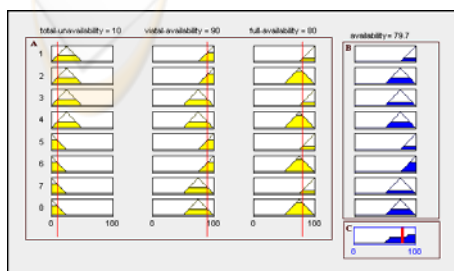 total-unavailability = 10 viatal-availability = 90 full-availability = 80 availability = 79.7
A B
1
2
3
4
5
6
7
8
0 100 0 100 0 100
C
0 100